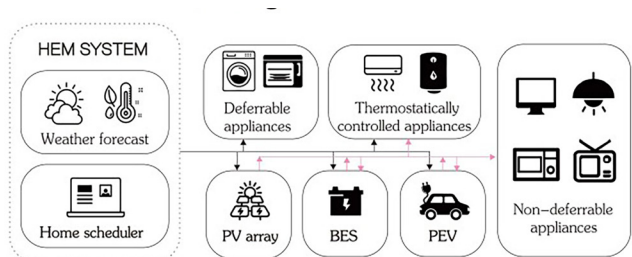 HEM SYSTEM
Weather forecast
Home scheduler
Deferrable
appliances
Thermostatically
controlled appliances
PV array
BES
PEV
Non-deferrable
appliances